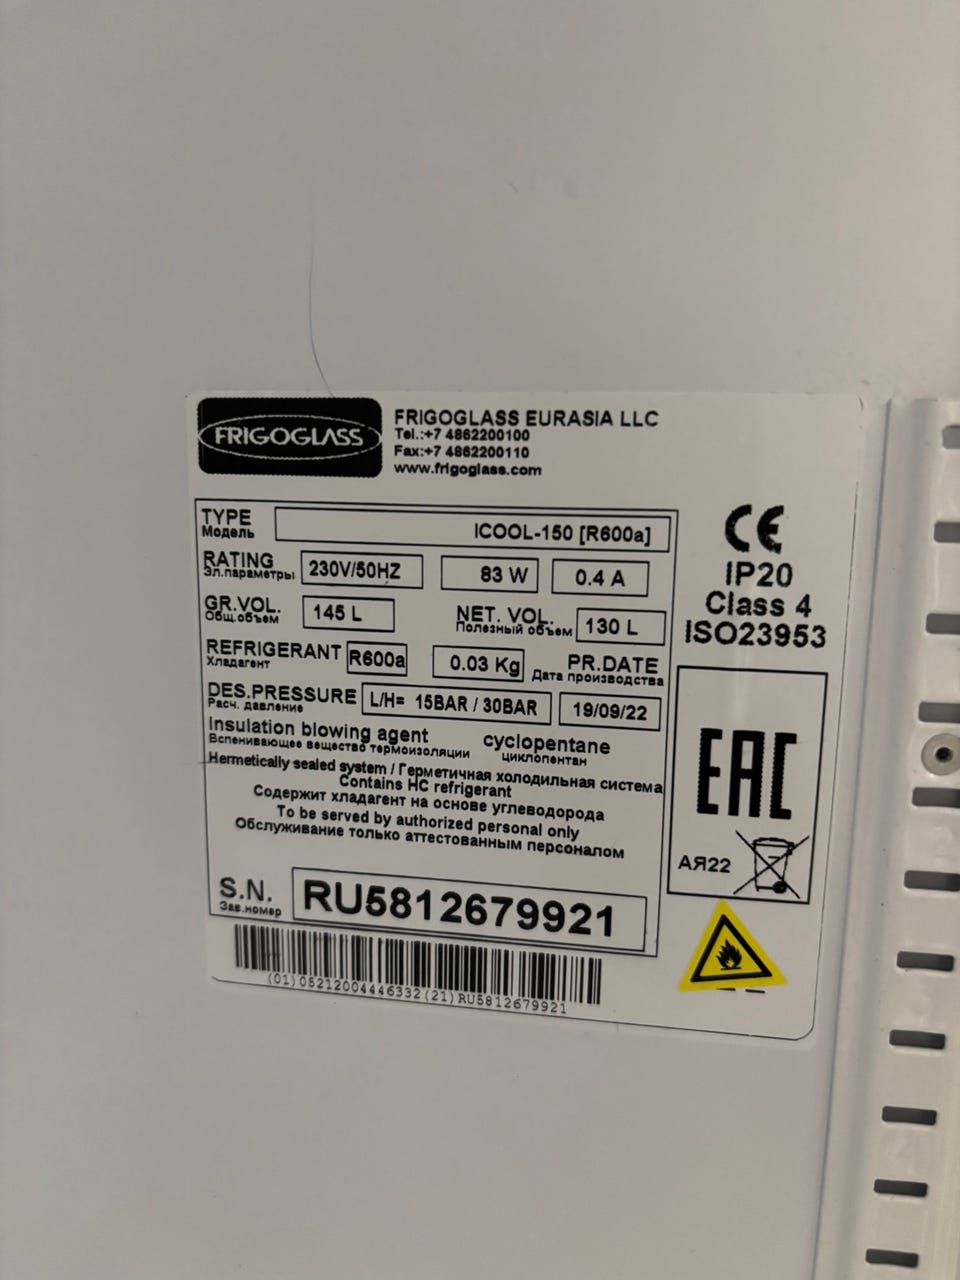 FRIGOGLASS
FRIGOGLASS EURASIA LLC
Tel.:+7 4862200100
Fax:+7 4862200110
www.frigoglass.com
TYPE ICOOL-150 [R600a]
Модель
RATING 230V/50HZ 83 W 0.4 A
Эл.параметры
GR.VOL. 145 L NET. VOL. 130 L
Общ.объем Полезный объем
REFRIGERANT R600a 0.03 Kg PR.DATE
Хладагент Дата производства
DES.PRESSURE L/H= 15BAR / 30BAR 19/09/22
Расч. давление
Insulation blowing agent cyclopentane
Вспенивающее вещество термоизоляции циклопентан
Hermetically sealed system / Герметичная холодильная система
Contains HC refrigerant
Содержит хладагент на основе углеводорода
To be served by authorized personal only
Обслуживание только аттестованным персоналом
S.N. RU5812679921
Зав.номер
(01)05212004446332(21)RU5812679921
CE
IP20
Class 4
ISO23953
EAC
АЯ22